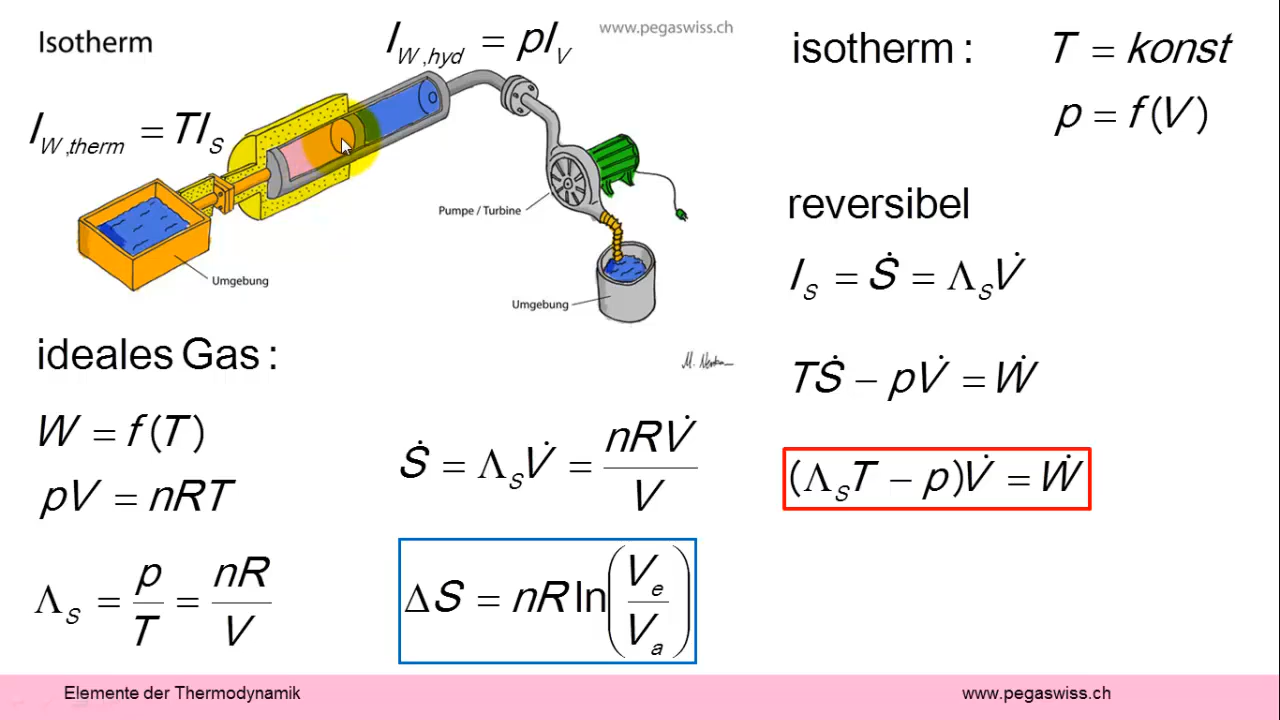 Isotherm
I_{W,hyd} = pI_V
www.pegaswiss.ch
I_{W,therm} = TI_S
Pumpe / Turbine
Umgebung
Umgebung
isotherm : T = konst
p = f(V)
reversibel
I_S = Ṡ = Λ_S V̇
TṠ − pV̇ = Ẇ
(Λ_S T − p)V̇ = Ẇ
ideales Gas :
W = f(T)
pV = nRT
Λ_S = p/T = nR/V
Ṡ = Λ_S V̇ = nRV̇/V
ΔS = nR ln(V_e/V_a)
Elemente der Thermodynamik
www.pegaswiss.ch